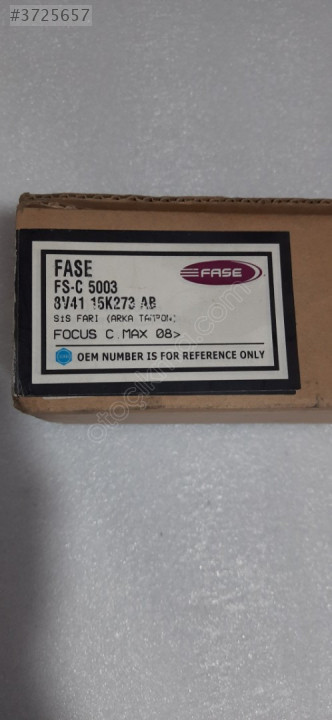 #3725657
FASE
FASE
FS-C 5003
8V41 15K273 AB
SiS FARI (ARKA TAMPON)
FOCUS C.MAX 08>
OEM NUMBER IS FOR REFERENCE ONLY